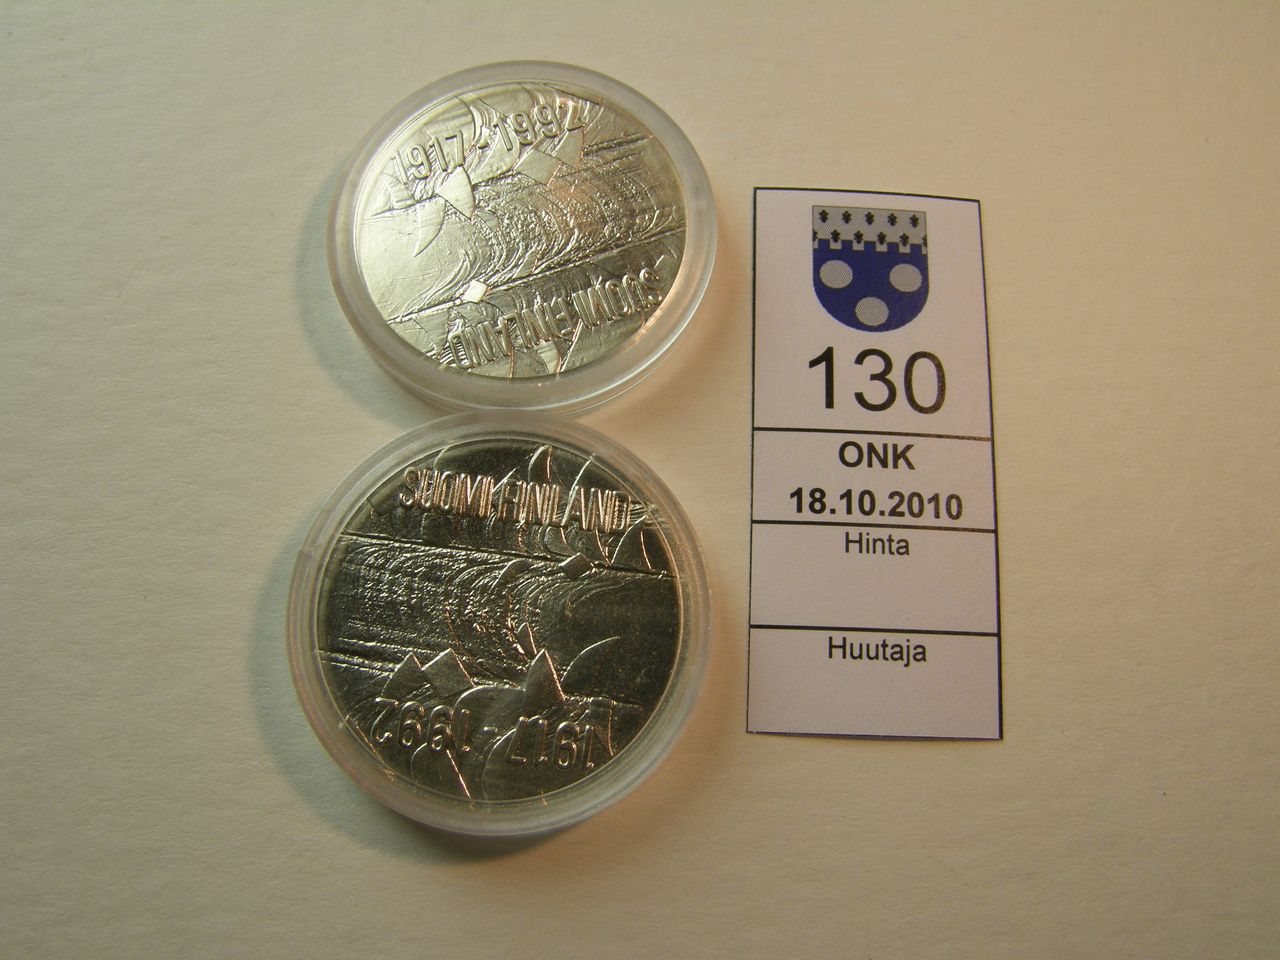 1917-1992
SUOMI FINLAND
SUOMI FINLAND
1917-1992
130
ONK
18.10.2010
Hinta
Huutaja